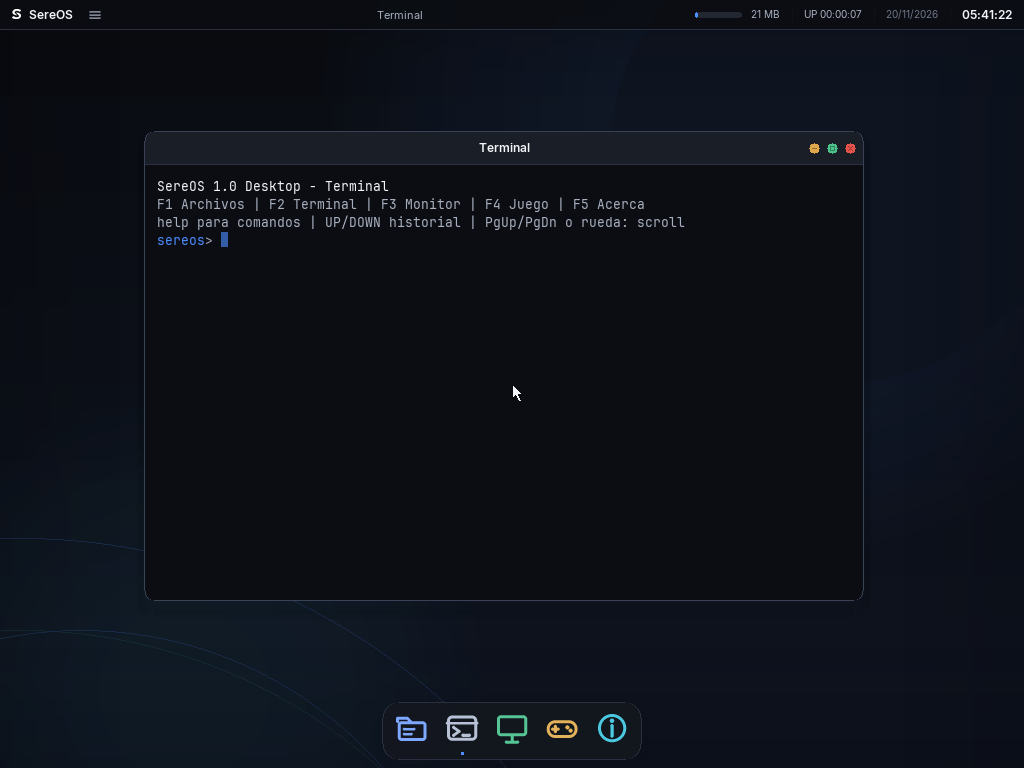 SereOS
Terminal
21 MB
UP 00:00:07
20/11/2026
05:41:22
Terminal
SereOS 1.0 Desktop - Terminal
F1 Archivos | F2 Terminal | F3 Monitor | F4 Juego | F5 Acerca
help para comandos | UP/DOWN historial | PgUp/PgDn o rueda: scroll
sereos>